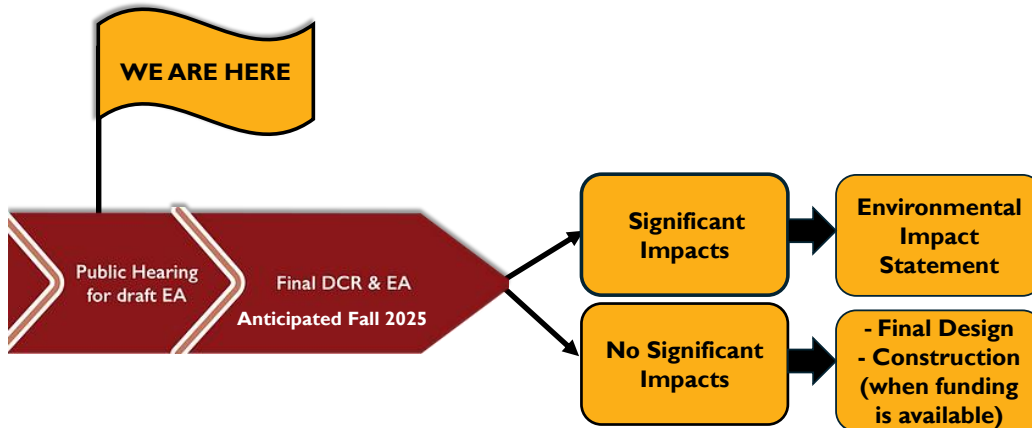 WE ARE HERE
Public Hearing
for draft EA
Final DCR & EA
Anticipated Fall 2025
Significant
Impacts
Environmental
Impact
Statement
No Significant
Impacts
- Final Design
- Construction
(when funding
is available)